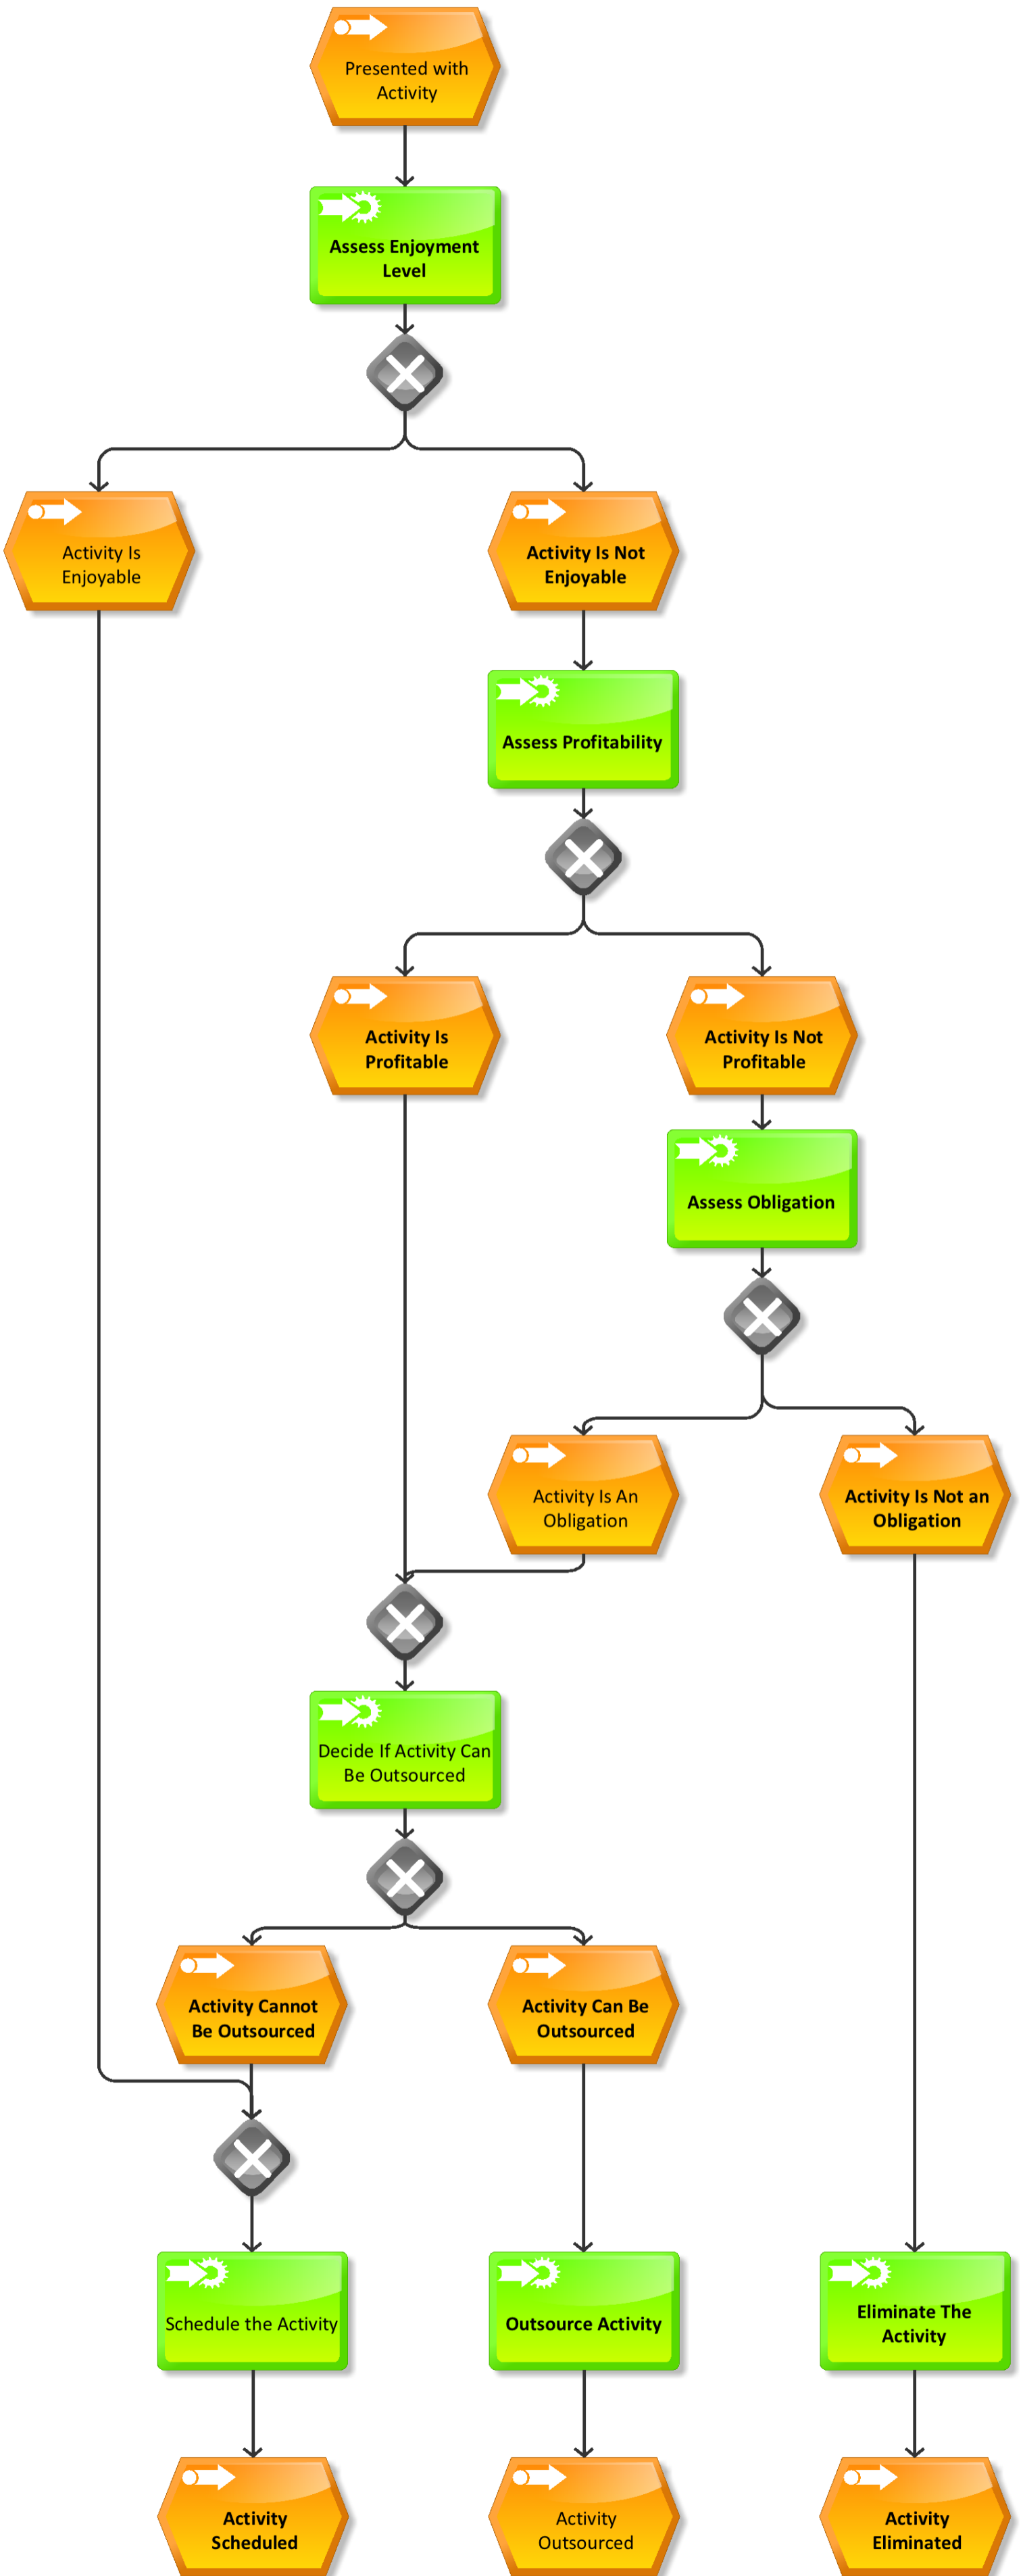 Presented with
Activity
Assess Enjoyment
Level
Activity Is
Enjoyable
Activity Is Not
Enjoyable
Assess Profitability
Activity Is
Profitable
Activity Is Not
Profitable
Assess Obligation
Activity Is An
Obligation
Activity Is Not an
Obligation
Decide If Activity Can
Be Outsourced
Activity Cannot
Be Outsourced
Activity Can Be
Outsourced
Schedule the Activity
Outsource Activity
Eliminate The
Activity
Activity
Scheduled
Activity
Outsourced
Activity
Eliminated